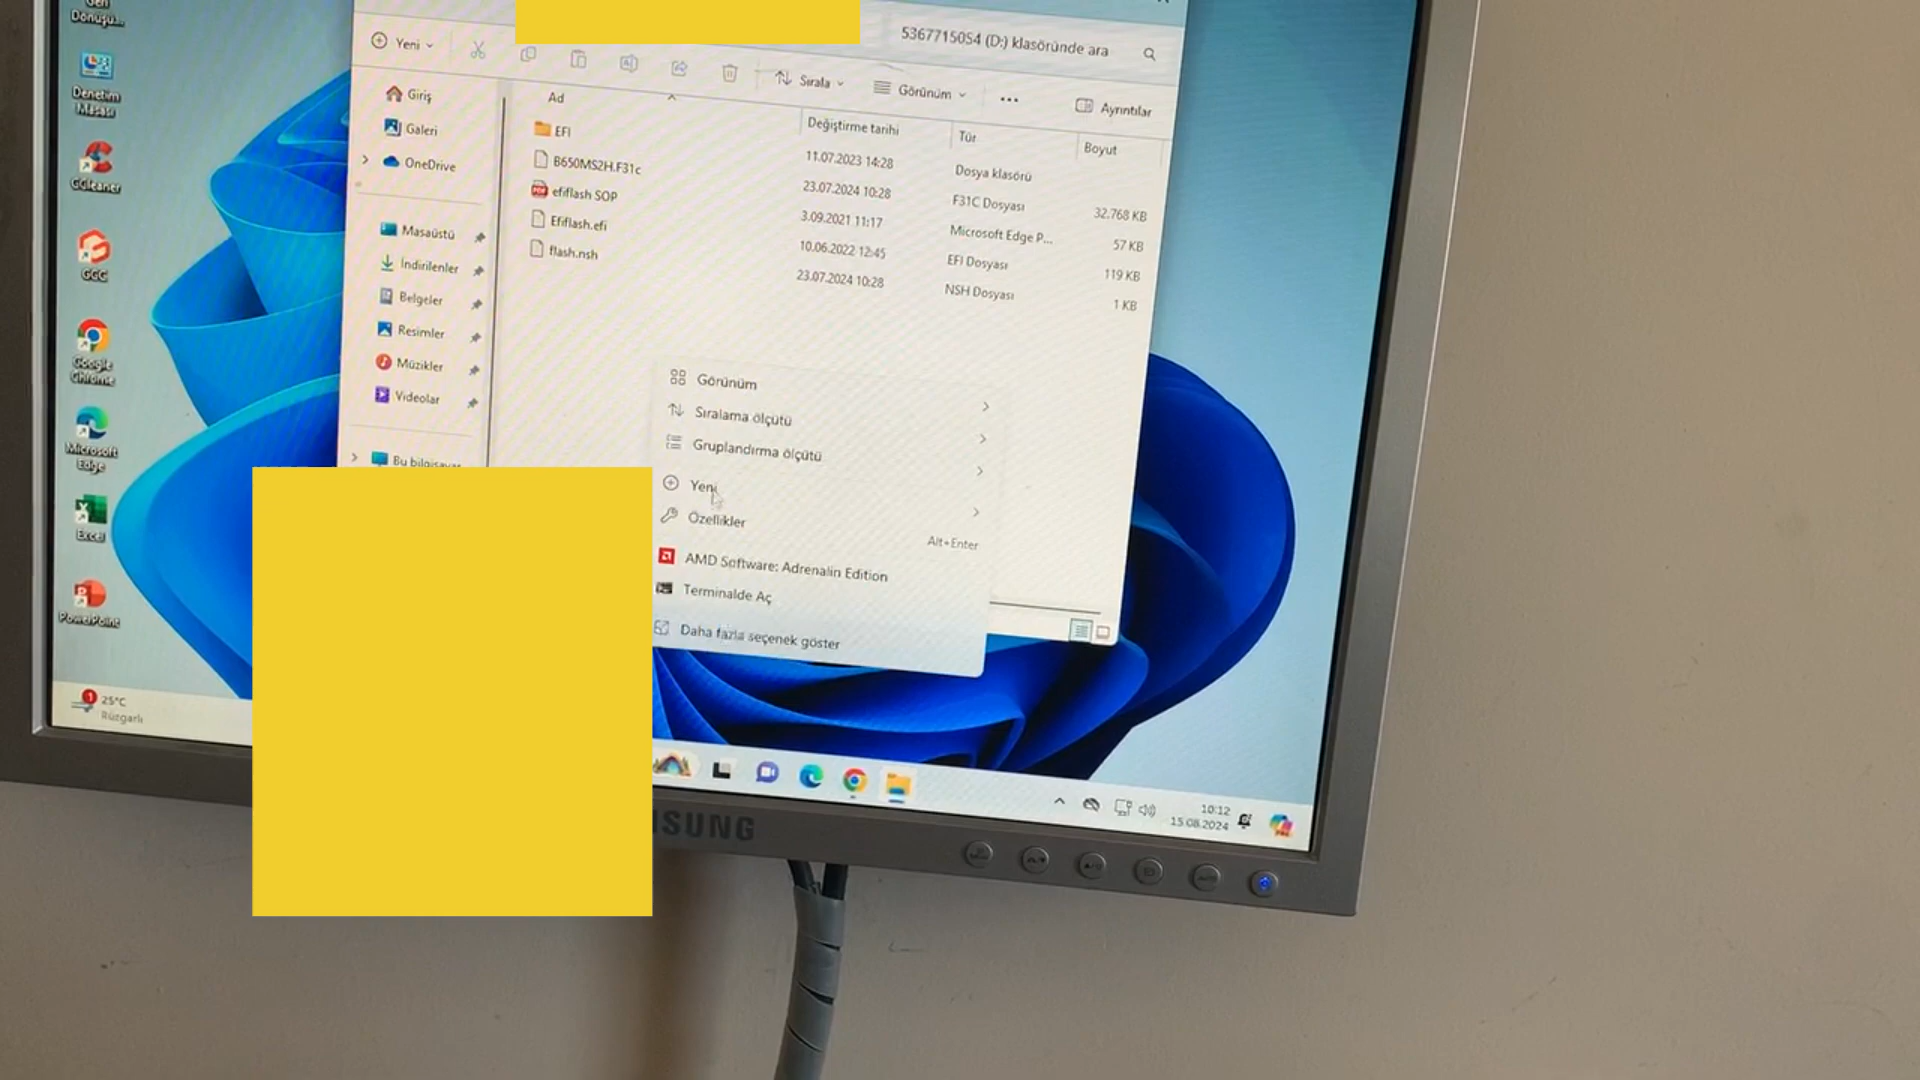 Dönüşü...
Denetim
Masası
CCleaner
GCC
Google
Chrome
Microsoft
Edge
Excel
PowerPoint
Yeni
5367715054 (D:) klasöründe ara
Sırala
Görünüm
Ayrıntılar
Giriş
Galeri
OneDrive
Masaüstü
İndirilenler
Belgeler
Resimler
Müzikler
Videolar
Ad
Değiştirme tarihi
Tür
Boyut
EFI
11.07.2023 14:28
Dosya klasörü
B650MS2H.F31c
23.07.2024 10:28
F31C Dosyası
32.768 KB
efiflash SOP
3.09.2021 11:17
Microsoft Edge P...
57 KB
Efiflash.efi
10.06.2022 12:45
EFI Dosyası
119 KB
flash.nsh
23.07.2024 10:28
NSH Dosyası
1 KB
Görünüm
Sıralama ölçütü
Gruplandırma ölçütü
Yeni
Özellikler
Alt+Enter
AMD Software: Adrenalin Edition
Terminalde Aç
Daha fazla seçenek göster
1
25°C
Rüzgarlı
10:12
15.08.2024
SUNG